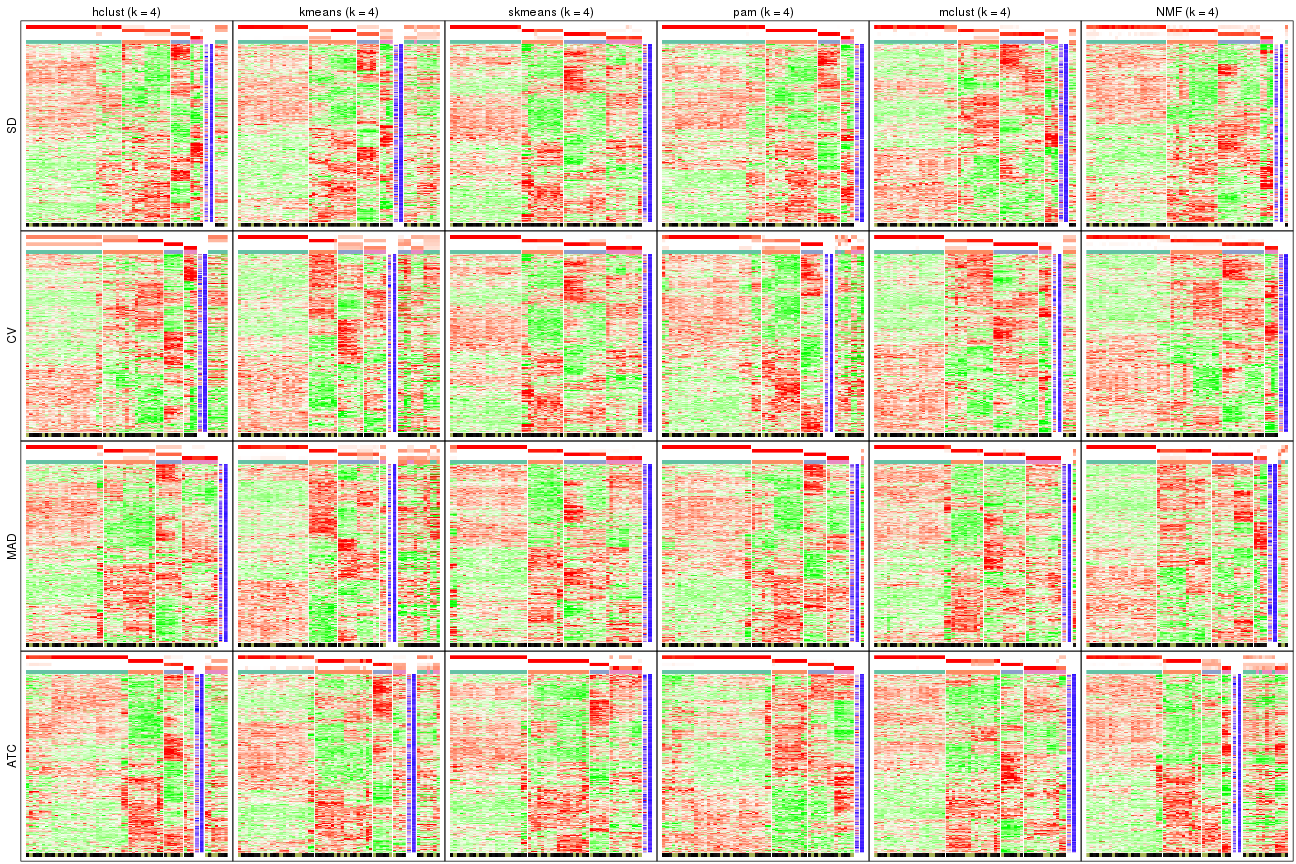 hclust (k = 4)
kmeans (k = 4)
skmeans (k = 4)
pam (k = 4)
mclust (k = 4)
NMF (k = 4)
SD
CV
MAD
ATC